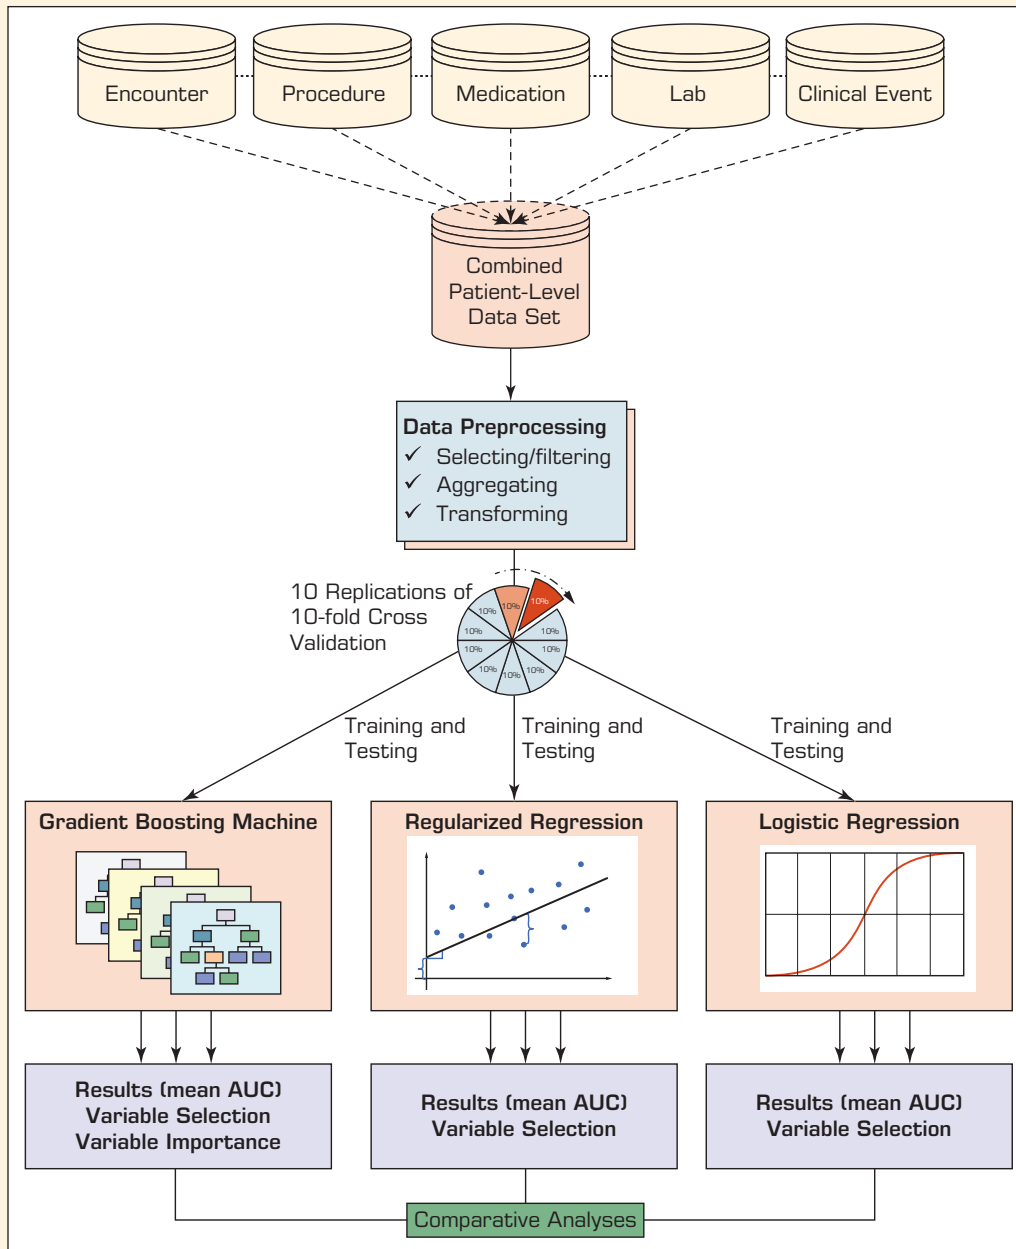 Encounter
Procedure
Medication
Lab
Clinical Event
Combined
Patient-Level
Data Set
Data Preprocessing
✓ Selecting/filtering
✓ Aggregating
✓ Transforming
10 Replications of
10-fold Cross
Validation
10%
10%
10%
10%
10%
10%
10%
10%
10%
10%
Training and
Testing
Training and
Testing
Training and
Testing
Gradient Boosting Machine
Regularized Regression
Logistic Regression
Results (mean AUC)
Variable Selection
Variable Importance
Results (mean AUC)
Variable Selection
Results (mean AUC)
Variable Selection
Comparative Analyses